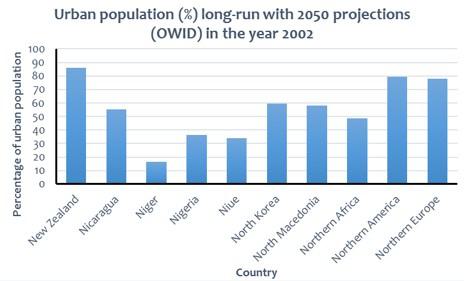 Urban population (%) long-run with 2050 projections
(OWID) in the year 2002
Percentage of urban population
100
90
80
70
60
50
40
30
20
10
0
New Zealand
Nicaragua
Niger
Nigeria
Niue
North Korea
North Macedonia
Northern Africa
Northern America
Northern Europe
Country